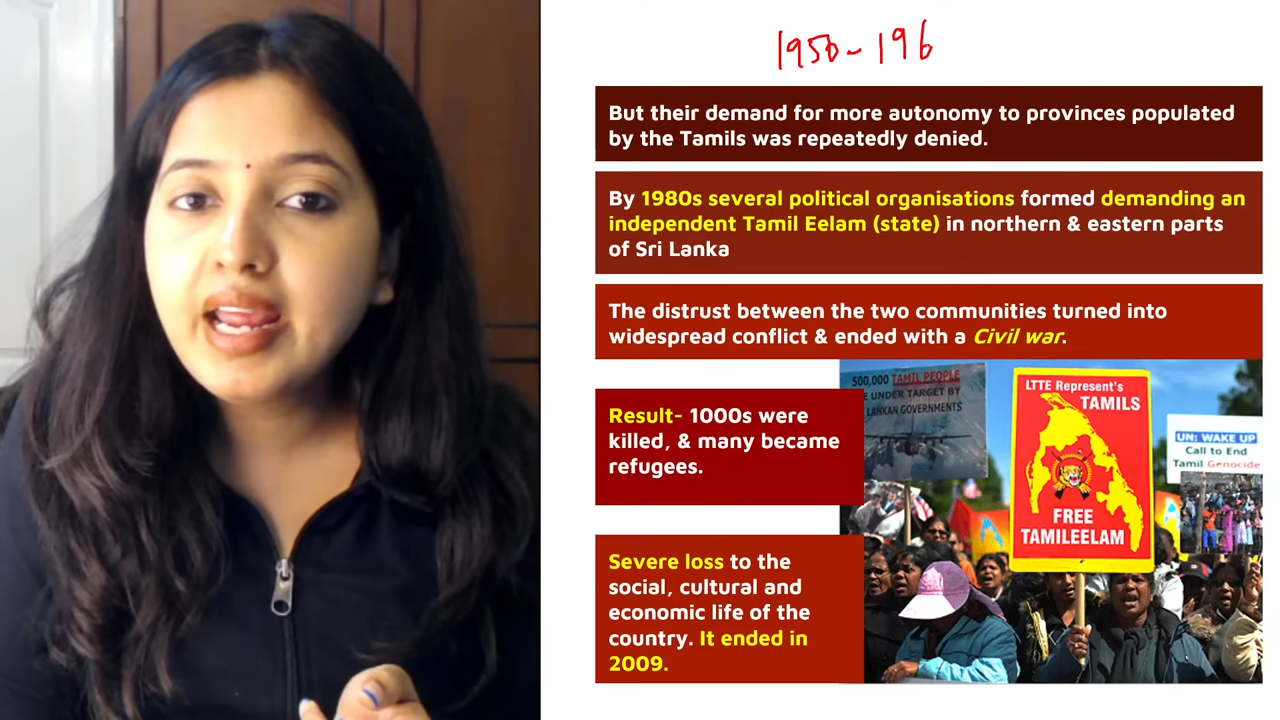 1950-196
But their demand for more autonomy to provinces populated
by the Tamils was repeatedly denied.
By 1980s several political organisations formed demanding an
independent Tamil Eelam (state) in northern & eastern parts
of Sri Lanka
The distrust between the two communities turned into
widespread conflict & ended with a Civil war.
Result- 1000s were
killed, & many became
refugees.
Severe loss to the
social, cultural and
economic life of the
country. It ended in
2009.
500,000 TAMIL PEOPLE
UNDER TARGET BY
LANKAN GOVERNMENTS
LTTE Represent's
TAMILS
FREE
TAMILEELAM
UN: WAKE UP
Call to End
Tamil Genocide